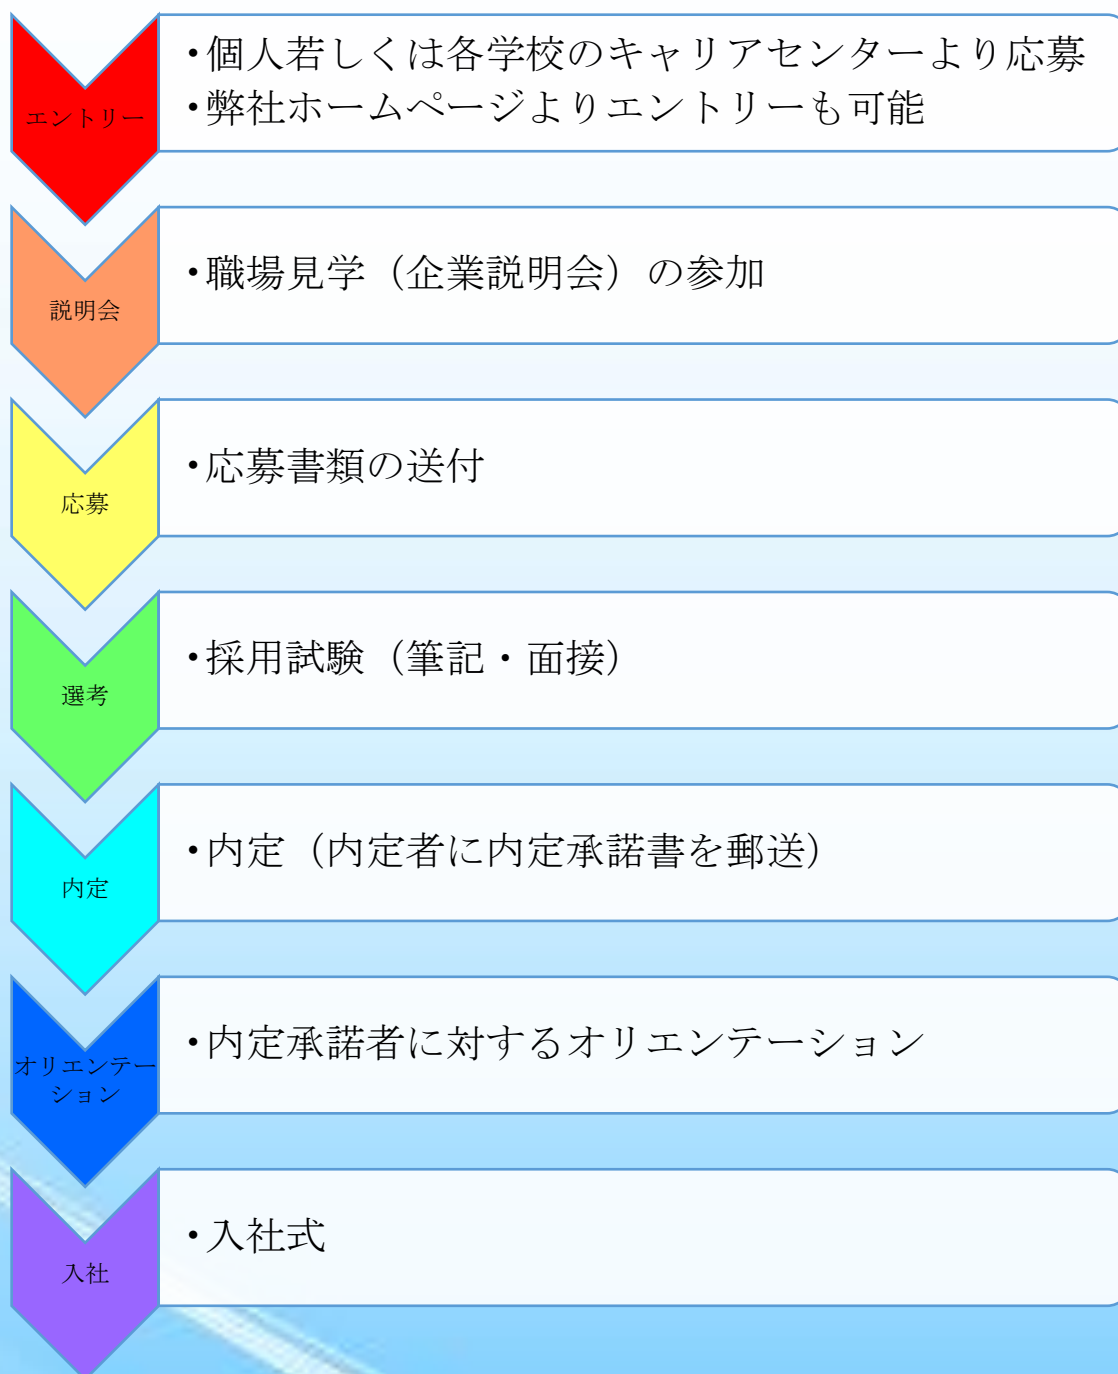 エントリー
・個人若しくは各学校のキャリアセンターより応募
・弊社ホームページよりエントリーも可能
説明会
・職場見学（企業説明会）の参加
応募
・応募書類の送付
選考
・採用試験（筆記・面接）
内定
・内定（内定者に内定承諾書を郵送）
オリエンテー
ション
・内定承諾者に対するオリエンテーション
入社
・入社式